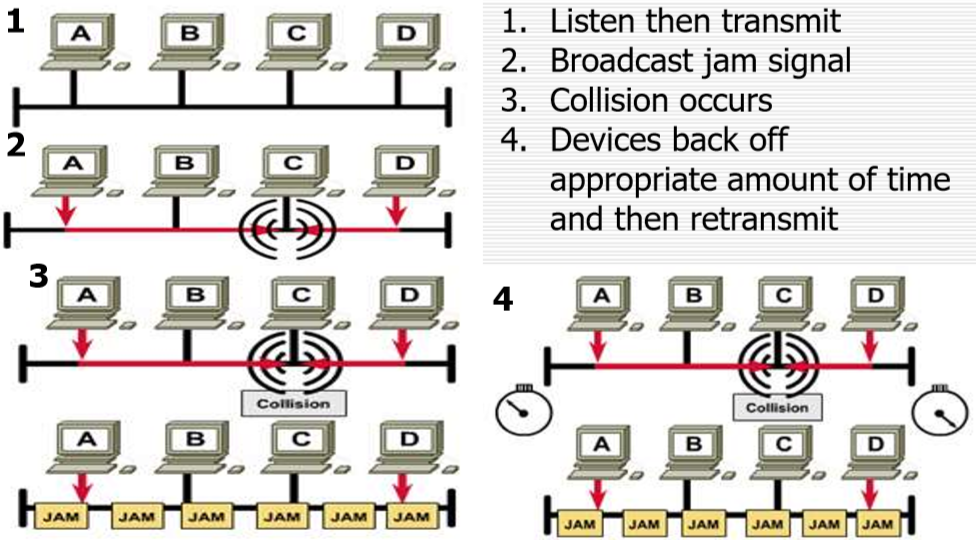 1
A B C D
1. Listen then transmit
2. Broadcast jam signal
3. Collision occurs
4. Devices back off
appropriate amount of time
and then retransmit
2
A B C D
3
A B C D
Collision
A B C D
JAM JAM JAM JAM JAM JAM
4
A B C D
Collision
A B C D
JAM JAM JAM JAM JAM JAM